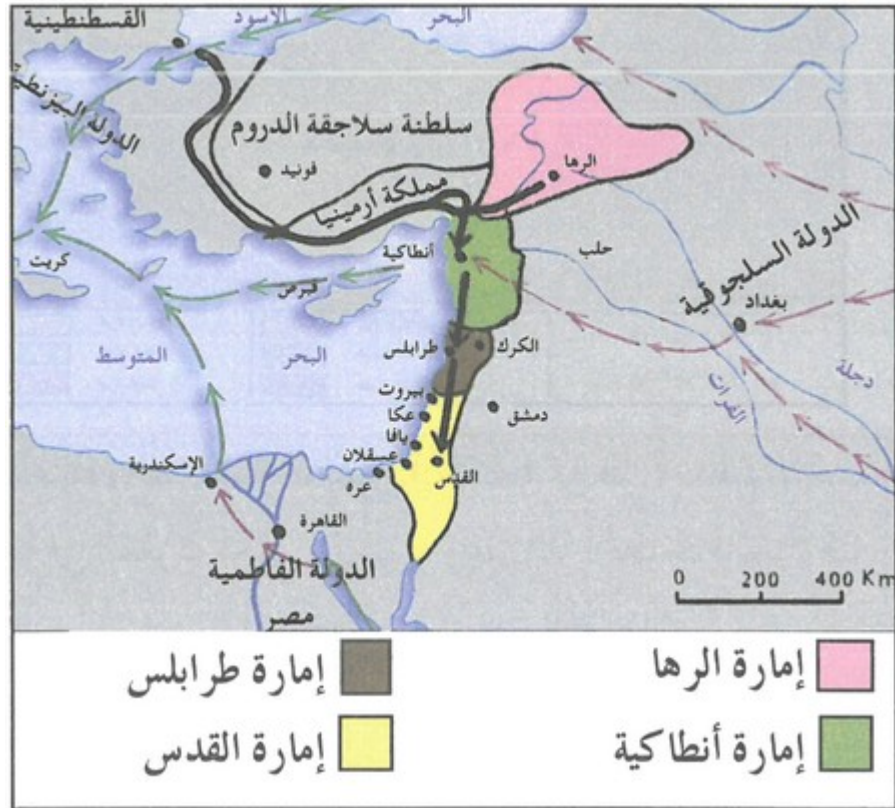 القسطنطينية
البحر
الأسود
الدولة البيزنطية
سلطنة سلاجقة الدروم
قونيد
الرها
مملكة أرمينيا
الدولة السلجوقية
حلب
أنطاكية
بغداد
كريت
قبرص
المتوسط
البحر
طرابلس
الكرك
دجلة
الفرات
بيروت
دمشق
عكا
يافا
عسقلان
القدس
عره
الإسكندرية
القاهرة
الدولة الفاطمية
مصر
0 200 400 Km
إمارة الرها
إمارة طرابلس
إمارة أنطاكية
إمارة القدس